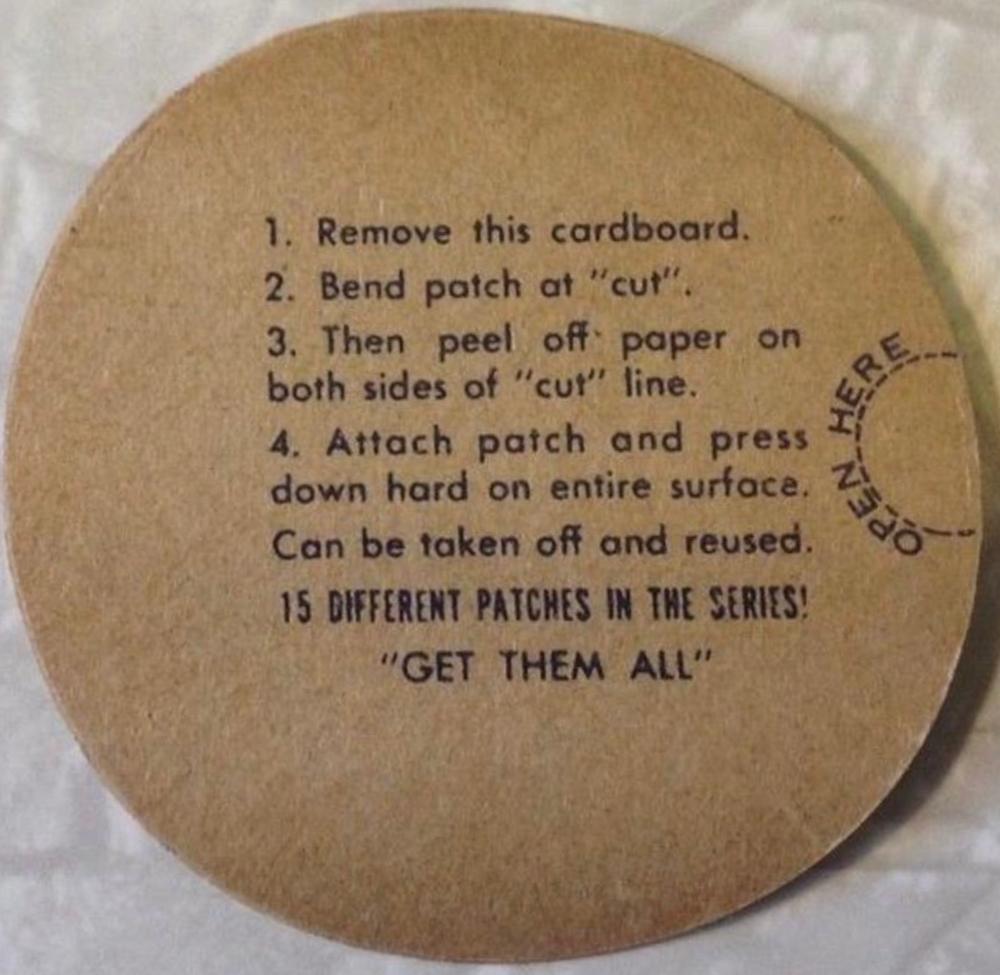 1. Remove this cardboard.
2. Bend patch at "cut".
3. Then peel off paper on
both sides of "cut" line.
4. Attach patch and press
down hard on entire surface.
Can be taken off and reused.
15 DIFFERENT PATCHES IN THE SERIES!
"GET THEM ALL"
OPEN HERE